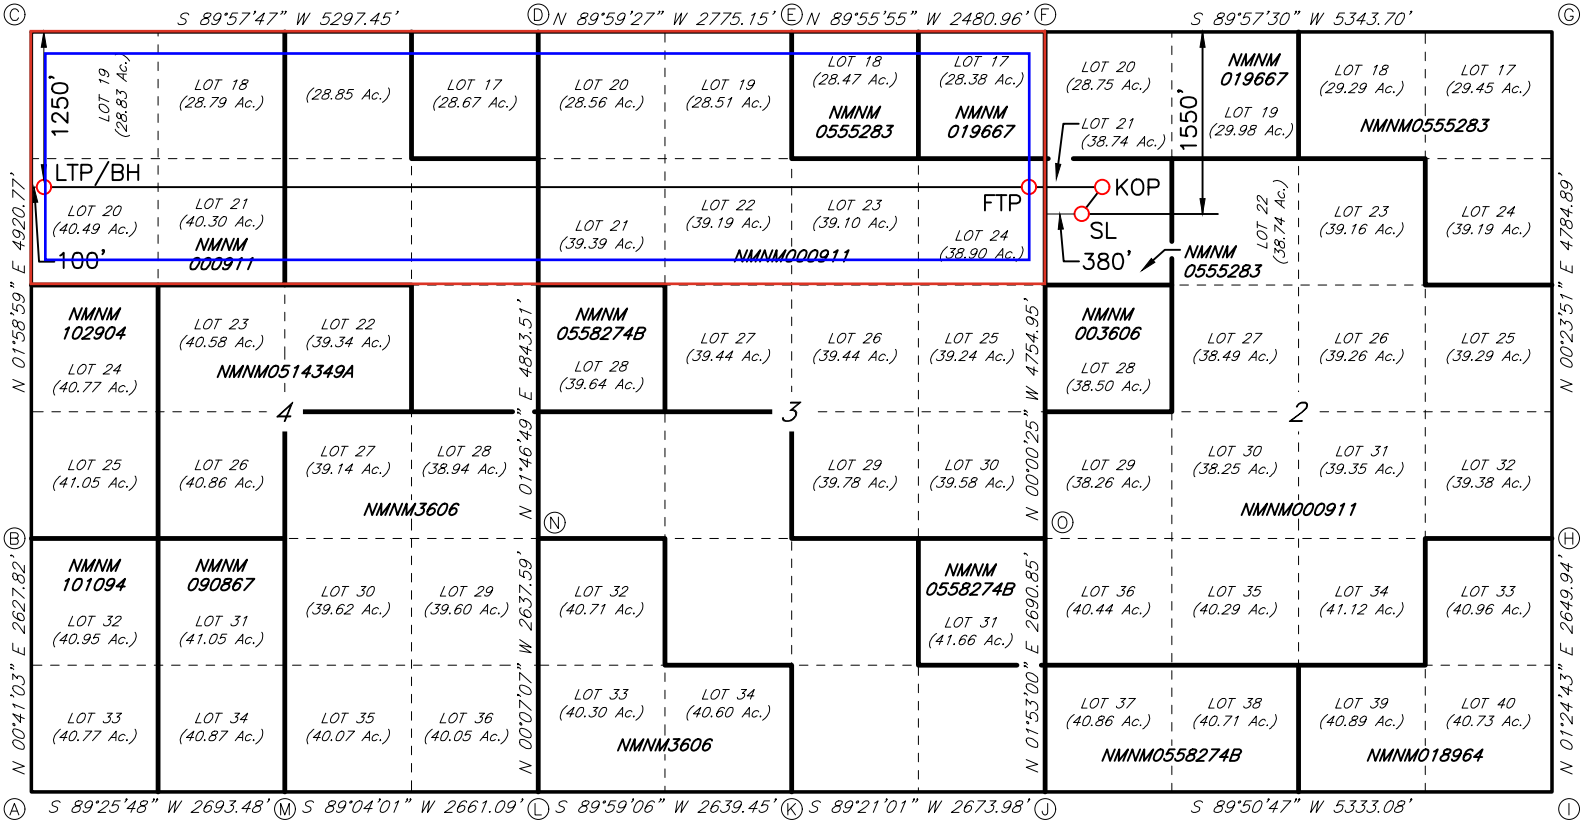 C S 89°57'47" W 5297.45' D N 89°59'27" W 2775.15' E N 89°55'55" W 2480.96' F S 89°57'30" W 5343.70' G
1250'
LOT 19
(28.83 Ac.)
LOT 18
(28.79 Ac.)
(28.85 Ac.)
LOT 17
(28.67 Ac.)
LOT 20
(28.56 Ac.)
LOT 19
(28.51 Ac.)
LOT 18
(28.47 Ac.)
NMNM
0555283
LOT 17
(28.38 Ac.)
NMNM
019667
LOT 20
(28.75 Ac.)
LOT 21
(38.74 Ac.)
1550'
NMNM
019667
LOT 19
(29.98 Ac.)
LOT 18
(29.29 Ac.)
LOT 17
(29.45 Ac.)
NMNM0555283
N 01°58'59" E 4920.77'
LTP/BH
LOT 20
(40.49 Ac.)
100'
LOT 21
(40.30 Ac.)
NMNM
000911
LOT 21
(39.39 Ac.)
LOT 22
(39.19 Ac.)
LOT 23
(39.10 Ac.)
NMNM000911
FTP
LOT 24
(38.90 Ac.)
KOP
SL
380'
NMNM
0555283
LOT 22
(38.74 Ac.)
LOT 23
(39.16 Ac.)
LOT 24
(39.19 Ac.)
N 00°23'51" E 4784.89'
NMNM
102904
LOT 24
(40.77 Ac.)
LOT 23
(40.58 Ac.)
LOT 22
(39.34 Ac.)
NMNM0514349A
N 01°46'49" E 4843.51'
NMNM
0558274B
LOT 28
(39.64 Ac.)
LOT 27
(39.44 Ac.)
LOT 26
(39.44 Ac.)
LOT 25
(39.24 Ac.)
N 00°00'25" W 4754.95'
NMNM
003606
LOT 28
(38.50 Ac.)
LOT 27
(38.49 Ac.)
LOT 26
(39.26 Ac.)
LOT 25
(39.29 Ac.)
4
3
2
LOT 25
(41.05 Ac.)
LOT 26
(40.86 Ac.)
LOT 27
(39.14 Ac.)
LOT 28
(38.94 Ac.)
NMNM3606
LOT 29
(39.78 Ac.)
LOT 30
(39.58 Ac.)
LOT 29
(38.26 Ac.)
LOT 30
(38.25 Ac.)
LOT 31
(39.35 Ac.)
LOT 32
(39.38 Ac.)
NMNM000911
B
N
O
H
N 00°41'03" E 2627.82'
NMNM
101094
LOT 32
(40.95 Ac.)
NMNM
090867
LOT 31
(41.05 Ac.)
LOT 30
(39.62 Ac.)
LOT 29
(39.60 Ac.)
N 00°07'07" W 2637.59'
LOT 32
(40.71 Ac.)
NMNM
0558274B
LOT 31
(41.66 Ac.)
N 01°53'00" E 2690.85'
LOT 36
(40.44 Ac.)
LOT 35
(40.29 Ac.)
LOT 34
(41.12 Ac.)
LOT 33
(40.96 Ac.)
N 01°24'43" E 2649.94'
LOT 33
(40.77 Ac.)
LOT 34
(40.87 Ac.)
LOT 35
(40.07 Ac.)
LOT 36
(40.05 Ac.)
LOT 33
(40.30 Ac.)
LOT 34
(40.60 Ac.)
NMNM3606
LOT 37
(40.86 Ac.)
LOT 38
(40.71 Ac.)
NMNM0558274B
LOT 39
(40.89 Ac.)
LOT 40
(40.73 Ac.)
NMNM018964
A S 89°25'48" W 2693.48' M S 89°04'01" W 2661.09' L S 89°59'06" W 2639.45' K S 89°21'01" W 2673.98' J S 89°50'47" W 5333.08' I